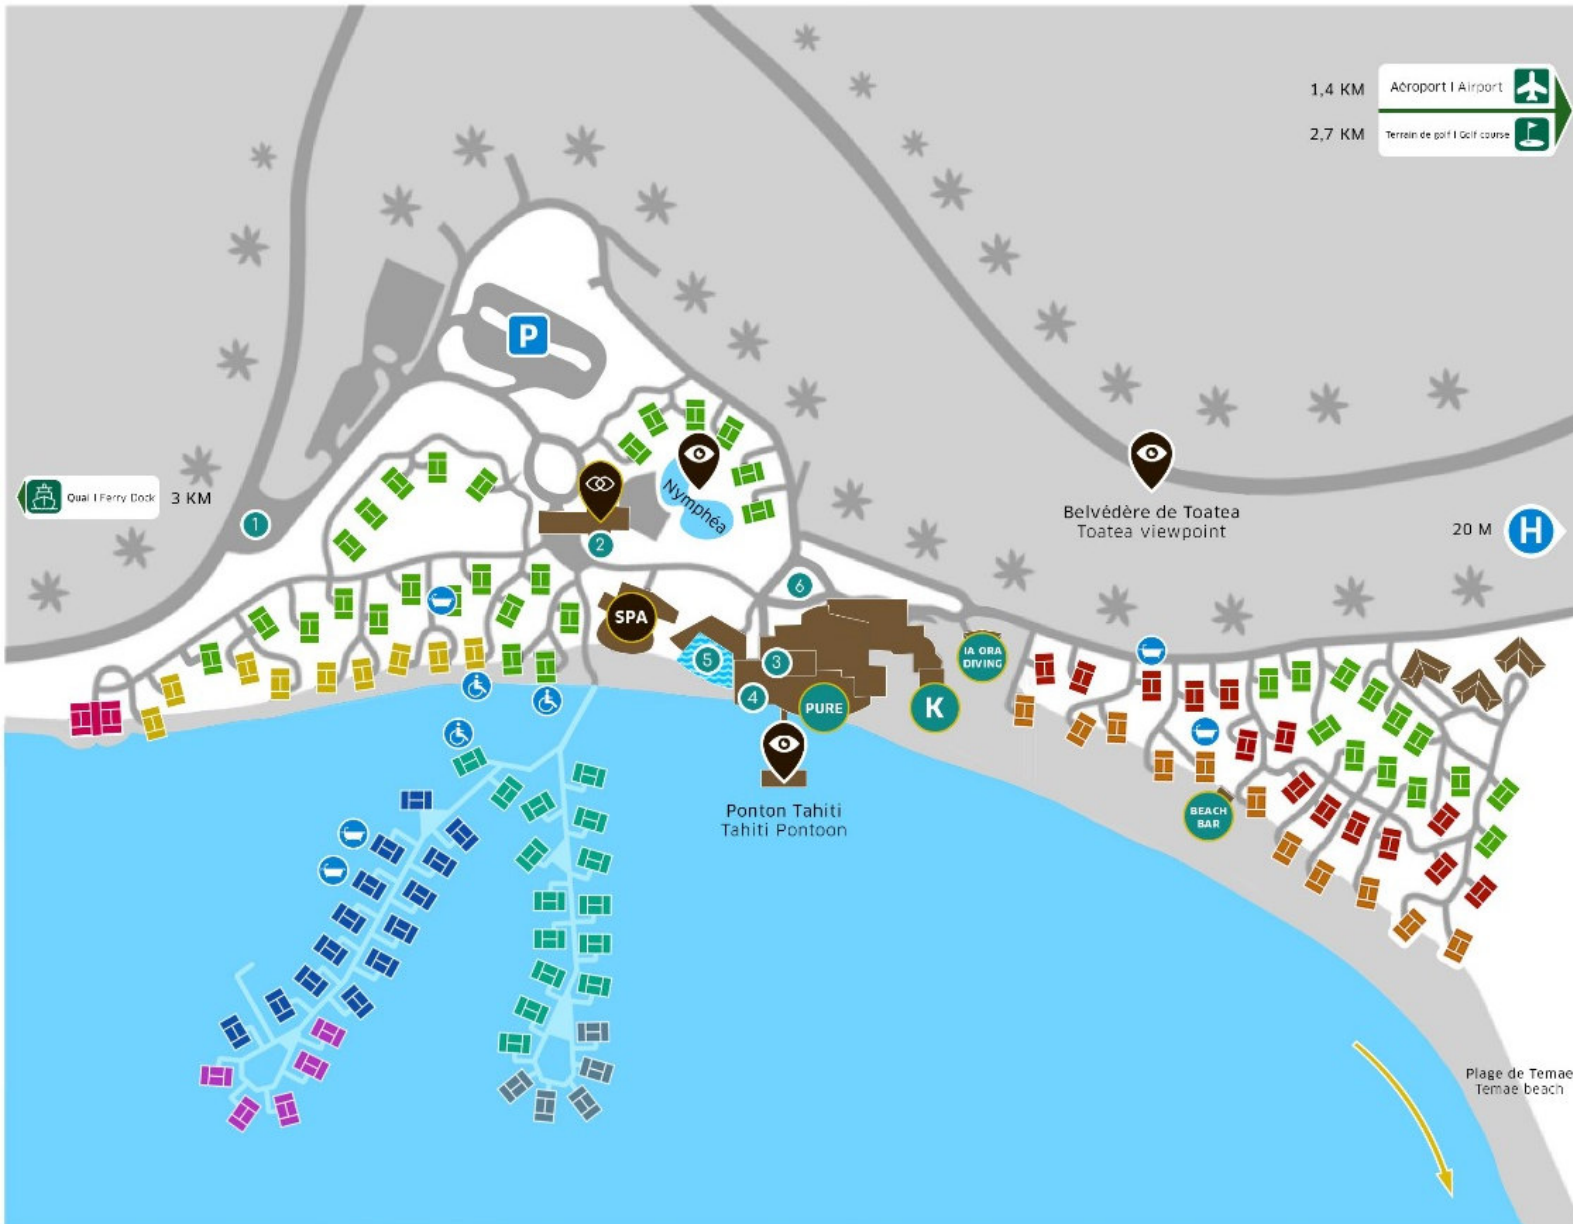 1,4 KM
Aéroport I Airport
2,7 KM
Terrain de golf I Golf course
P
Quai I Ferry Dock
3 KM
1
2
Nymphéa
Belvédère de Toatea
Toatea viewpoint
20 M
H
6
SPA
5
3
4
PURE
K
IA ORA
DIVING
Ponton Tahiti
Tahiti Pontoon
BEACH
BAR
Plage de Temae
Temae beach